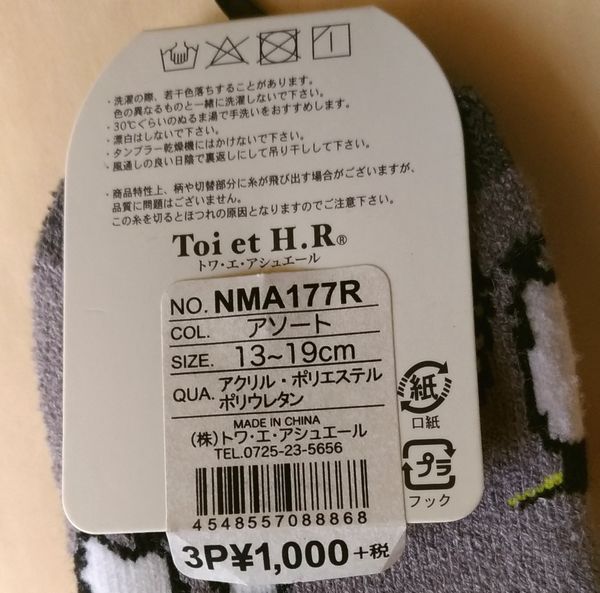 ・洗濯の際、若干色落ちすることがあります。
色の異なるものと一緒に洗濯しないで下さい。
・30℃ぐらいのぬるま湯で手洗いをおすすめします。
・漂白はしないで下さい。
・タンブラー乾燥機にはかけないで下さい。
・風通しの良い日陰で裏返しにして吊り干しして下さい。
・商品特性上、柄や切替部分に糸が飛び出す場合がございますが、
品質に問題はございません。
この糸を切るとほつれの原因となりますのでご注意下さい。
Toi et H.R®
トワ・エ・アシュエール
NO. NMA177R
COL. アソート
SIZE. 13~19cm
QUA. アクリル・ポリエステル
ポリウレタン
MADE IN CHINA
(株)トワ・エ・アシュエール
TEL.0725-23-5656
4548557088868
3P¥1,000+税
紙
口紙
プラ
フック